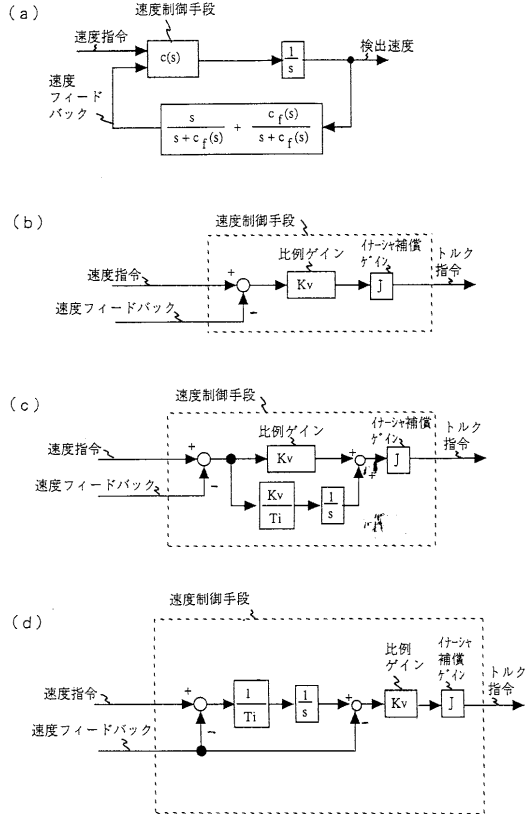 (a)
速度制御手段
速度指令
c(s)
1
s
検出速度
速度
フィード
バック
s
s + c f (s)
+
c f (s)
s + c f (s)
(b)
速度制御手段
比例ゲイン
イナーシャ補償
ゲイン
トルク
指令
速度指令
+
Kv
J
速度フィードバック
-
(c)
速度制御手段
比例ゲイン
イナーシャ補償
ゲイン
トルク
指令
速度指令
+
Kv
+
J
速度フィードバック
-
Kv
Ti
1
s
+
(d)
速度制御手段
比例
ゲイン
イナーシャ
補償
ゲイン
トルク
指令
速度指令
+
1
Ti
1
s
+
Kv
J
速度フィードバック
-
-